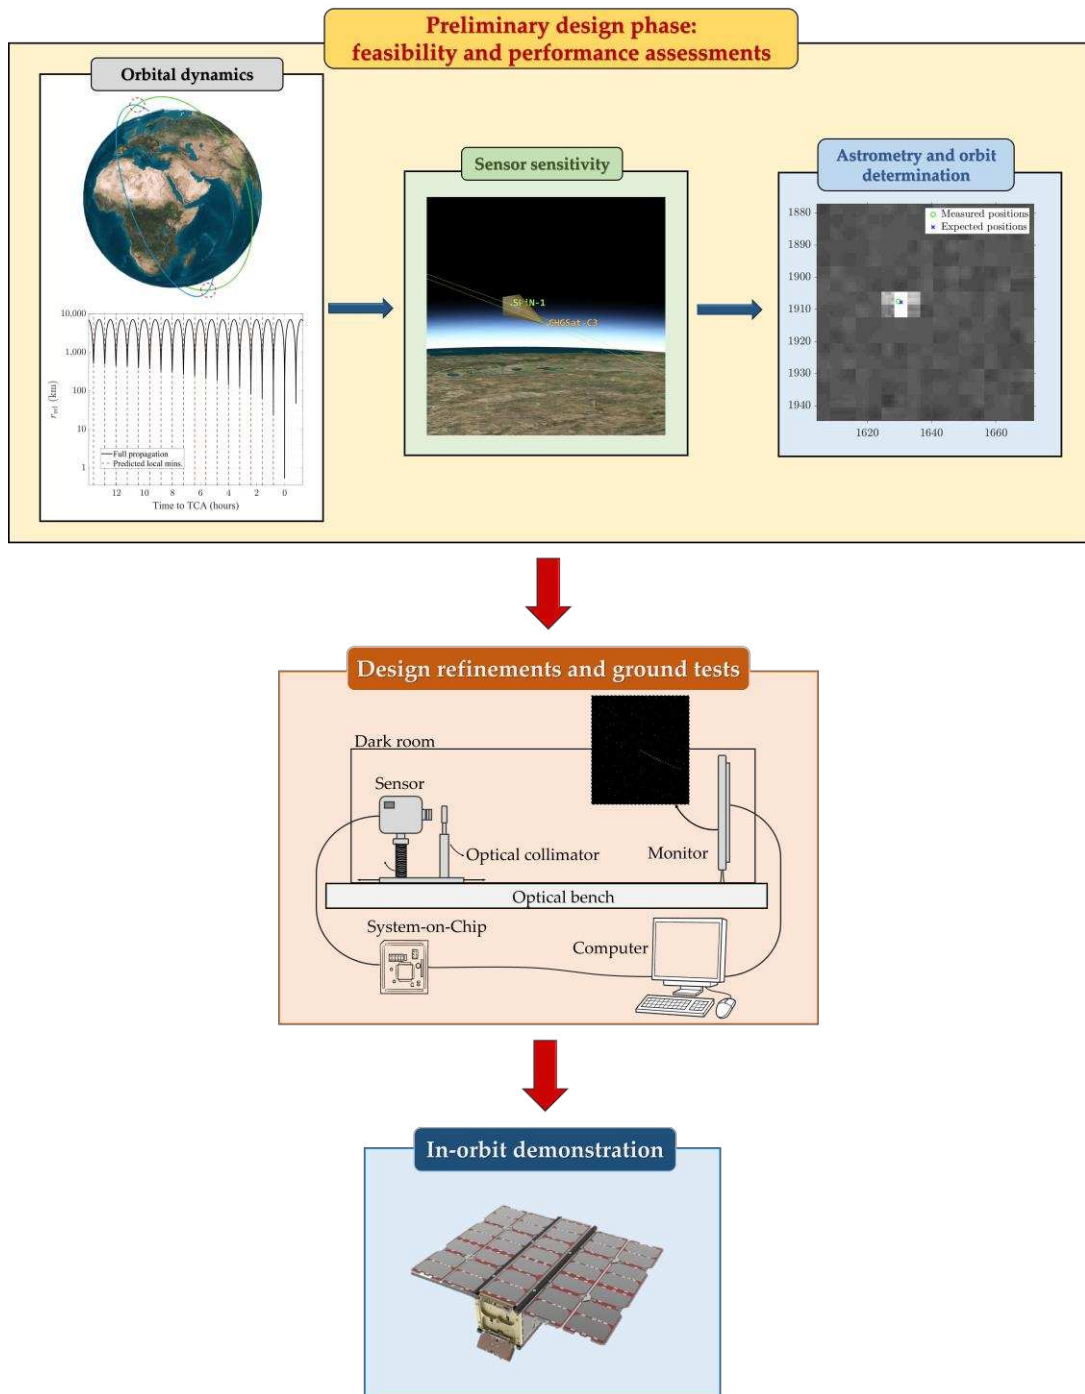 Preliminary design phase:
feasibility and performance assessments
Orbital dynamics
10,000
1,000
100
10
1
r_rel (km)
Full propagation
Predicted local mins.
12 10 8 6 4 2 0
Time to TCA (hours)
Sensor sensitivity
SPiN-1
GHGSat-C3
Astrometry and orbit
determination
Measured positions
Expected positions
1880
1890
1900
1910
1920
1930
1940
1620 1640 1660
Design refinements and ground tests
Dark room
Sensor
Optical collimator
Monitor
Optical bench
System-on-Chip
Computer
In-orbit demonstration